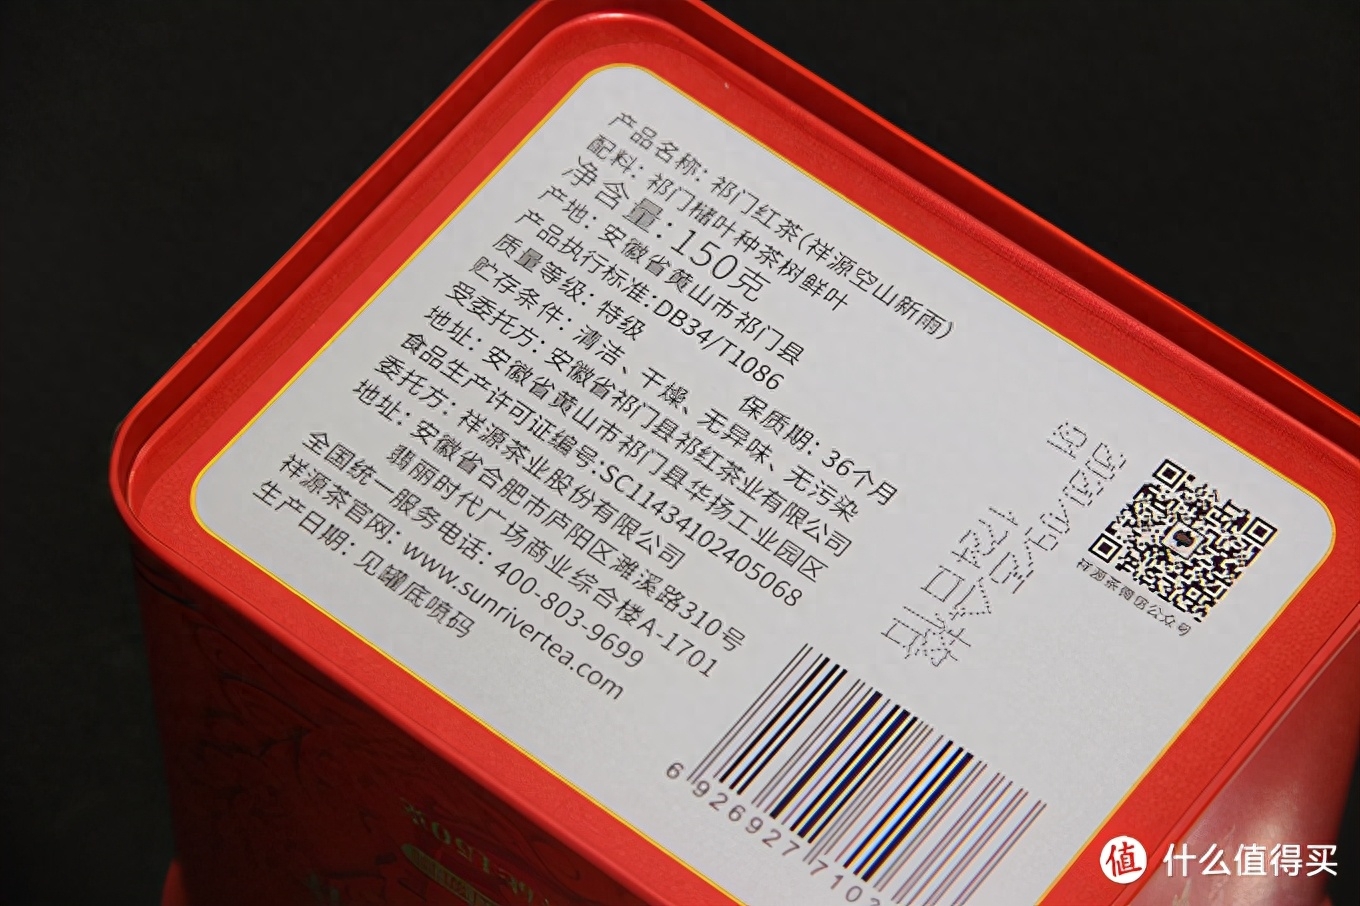 产品名称: 祁门红茶(祥源空山新雨)
配料: 祁门槠叶种茶树鲜叶
净含量: 150克
产地: 安徽省黄山市祁门县
产品执行标准:DB34/T1086
质量等级: 特级 保质期: 36个月
贮存条件: 清洁、干燥、无异味、无污染
受委托方: 安徽省祁门县祁红茶业有限公司
地址: 安徽省黄山市祁门县华扬工业园区
食品生产许可证编号:SC11434102405068
委托方: 祥源茶业股份有限公司
地址: 安徽省合肥市庐阳区濉溪路310号
翡丽时代广场商业综合楼A-1701
全国统一服务电话: 400-803-9699
祥源茶官网: www.sunrivertea.com
生产日期: 见罐底喷码
祥源茶微信公众号
6 926927 7102
值 什么值得买